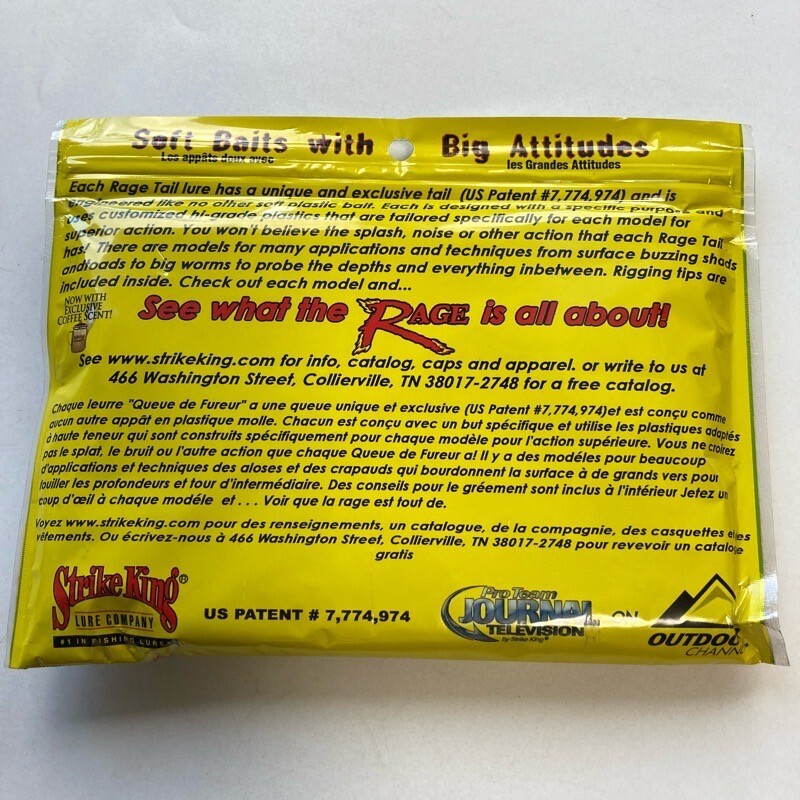 Soft Baits with Big Attitudes
Les appâts doux avec les Grandes Attitudes
Each Rage Tail lure has a unique and exclusive tail (US Patent #7,774,974) and is
engineered like no other soft plastic bait. Each is designed with a specific purpose and
uses customized hi-grade plastics that are tailored specifically for each model for
superior action. You won't believe the splash, noise or other action that each Rage Tail
has! There are models for many applications and techniques from surface buzzing shads
andtoads to big worms to probe the depths and everything inbetween. Rigging tips are
included inside. Check out each model and...
NOW WITH
EXCLUSIVE
COFFEE SCENT!
See what the RAGE is all about!
See www.strikeking.com for info, catalog, caps and apparel. or write to us at
466 Washington Street, Collierville, TN 38017-2748 for a free catalog.
Chaque leurre "Queue de Fureur" a une queue unique et exclusive (US Patent #7,774,974)et est conçu comme
aucun autre appât en plastique molle. Chacun est conçu avec un but spécifique et utilise les plastiques adaptés
à haute teneur qui sont construits spécifiquement pour chaque modèle pour l'action supérieure. Vous ne croirez
pas le splat, le bruit ou l'autre action que chaque Queue de Fureur a! Il y a des modéles pour beaucoup
d'applications et techniques des aloses et des crapauds qui bourdonnent la surface à de grands vers pour
fouiller les profondeurs et tour d'intermédiaire. Des conseils pour le gréement sont inclus à l'intérieur Jetez un
coup d'œil à chaque modéle et . . . Voir que la rage est tout de.
Voyez www.strikeking.com pour des renseignements, un catalogue, de la compagnie, des casquettes et les
vêtements. Ou écrivez-nous à 466 Washington Street, Collierville, TN 38017-2748 pour revevoir un catalogue
gratis
Strike King®
LURE COMPANY
#1 IN FISHING LURES
US PATENT # 7,774,974
Pro Team
JOURNAL
TELEVISION
by Strike King®
ON
OUTDOOR
CHANNEL